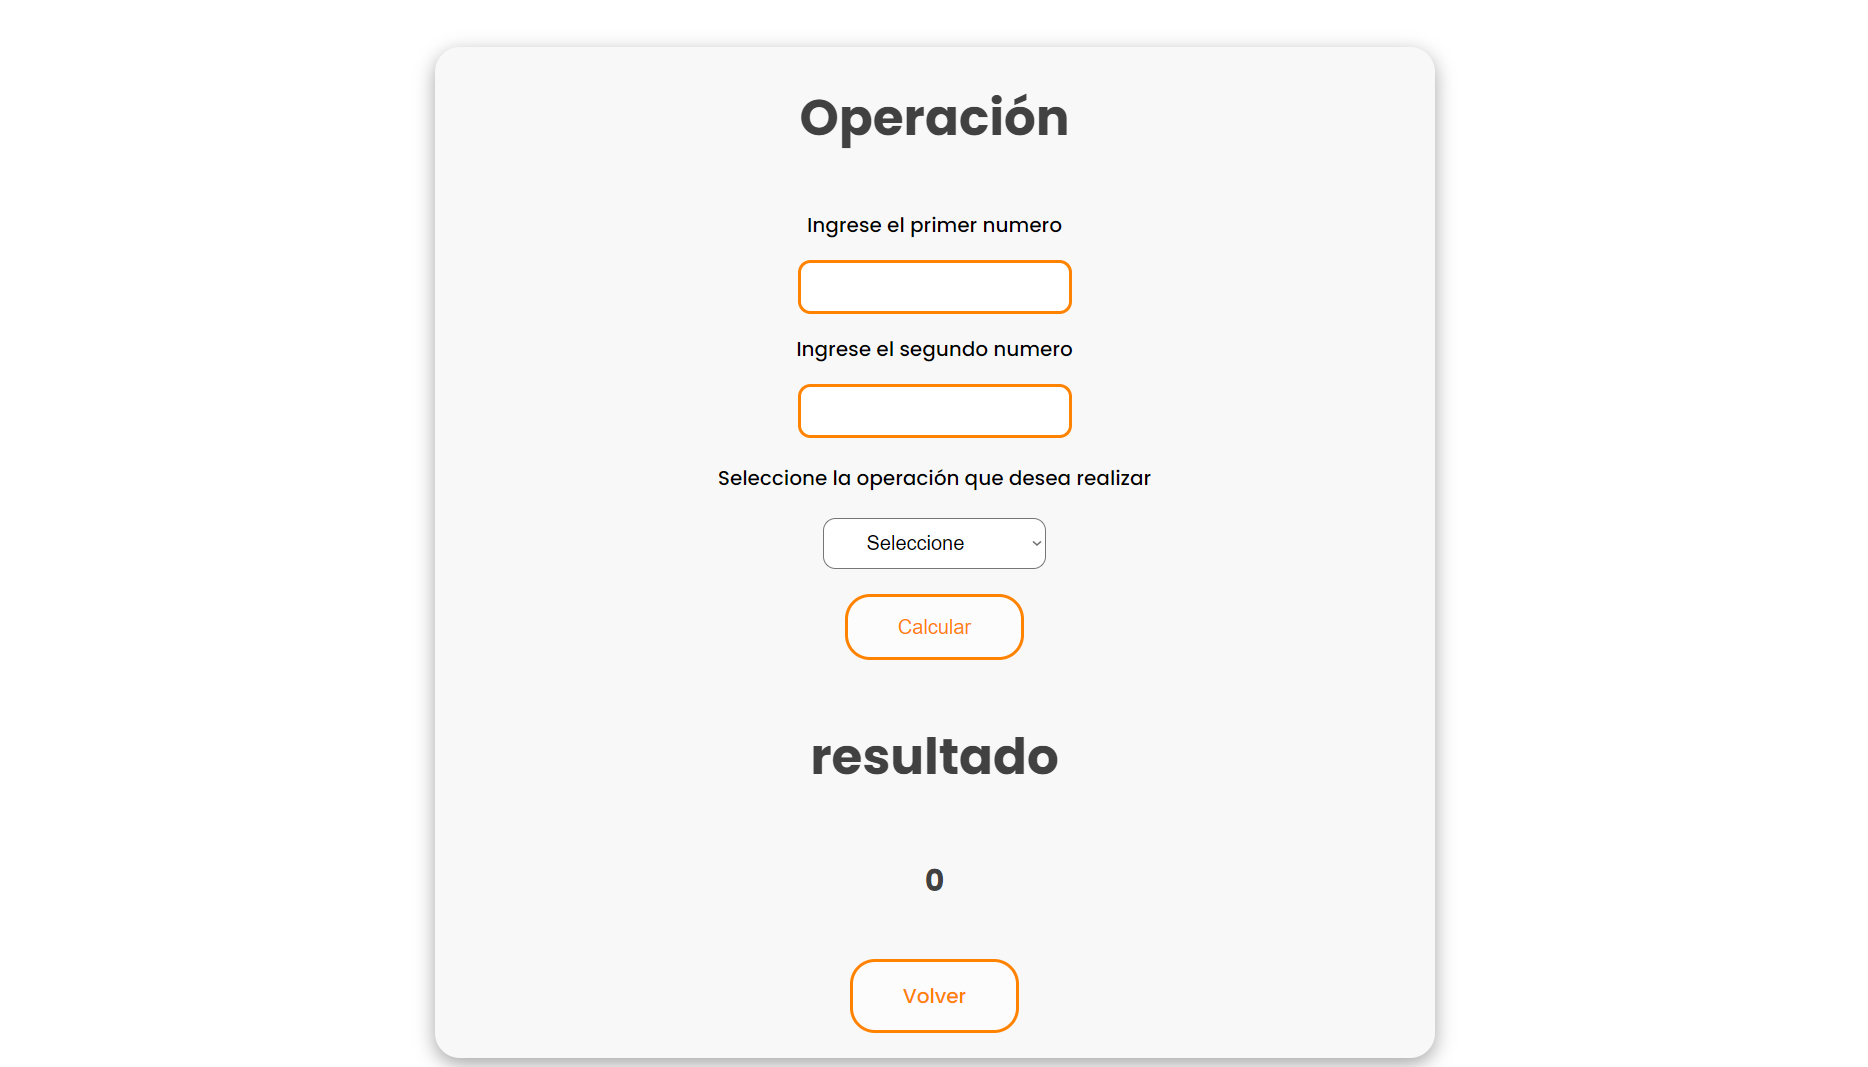 Operación
Ingrese el primer numero
Ingrese el segundo numero
Seleccione la operación que desea realizar
Seleccione
Calcular
resultado
0
Volver